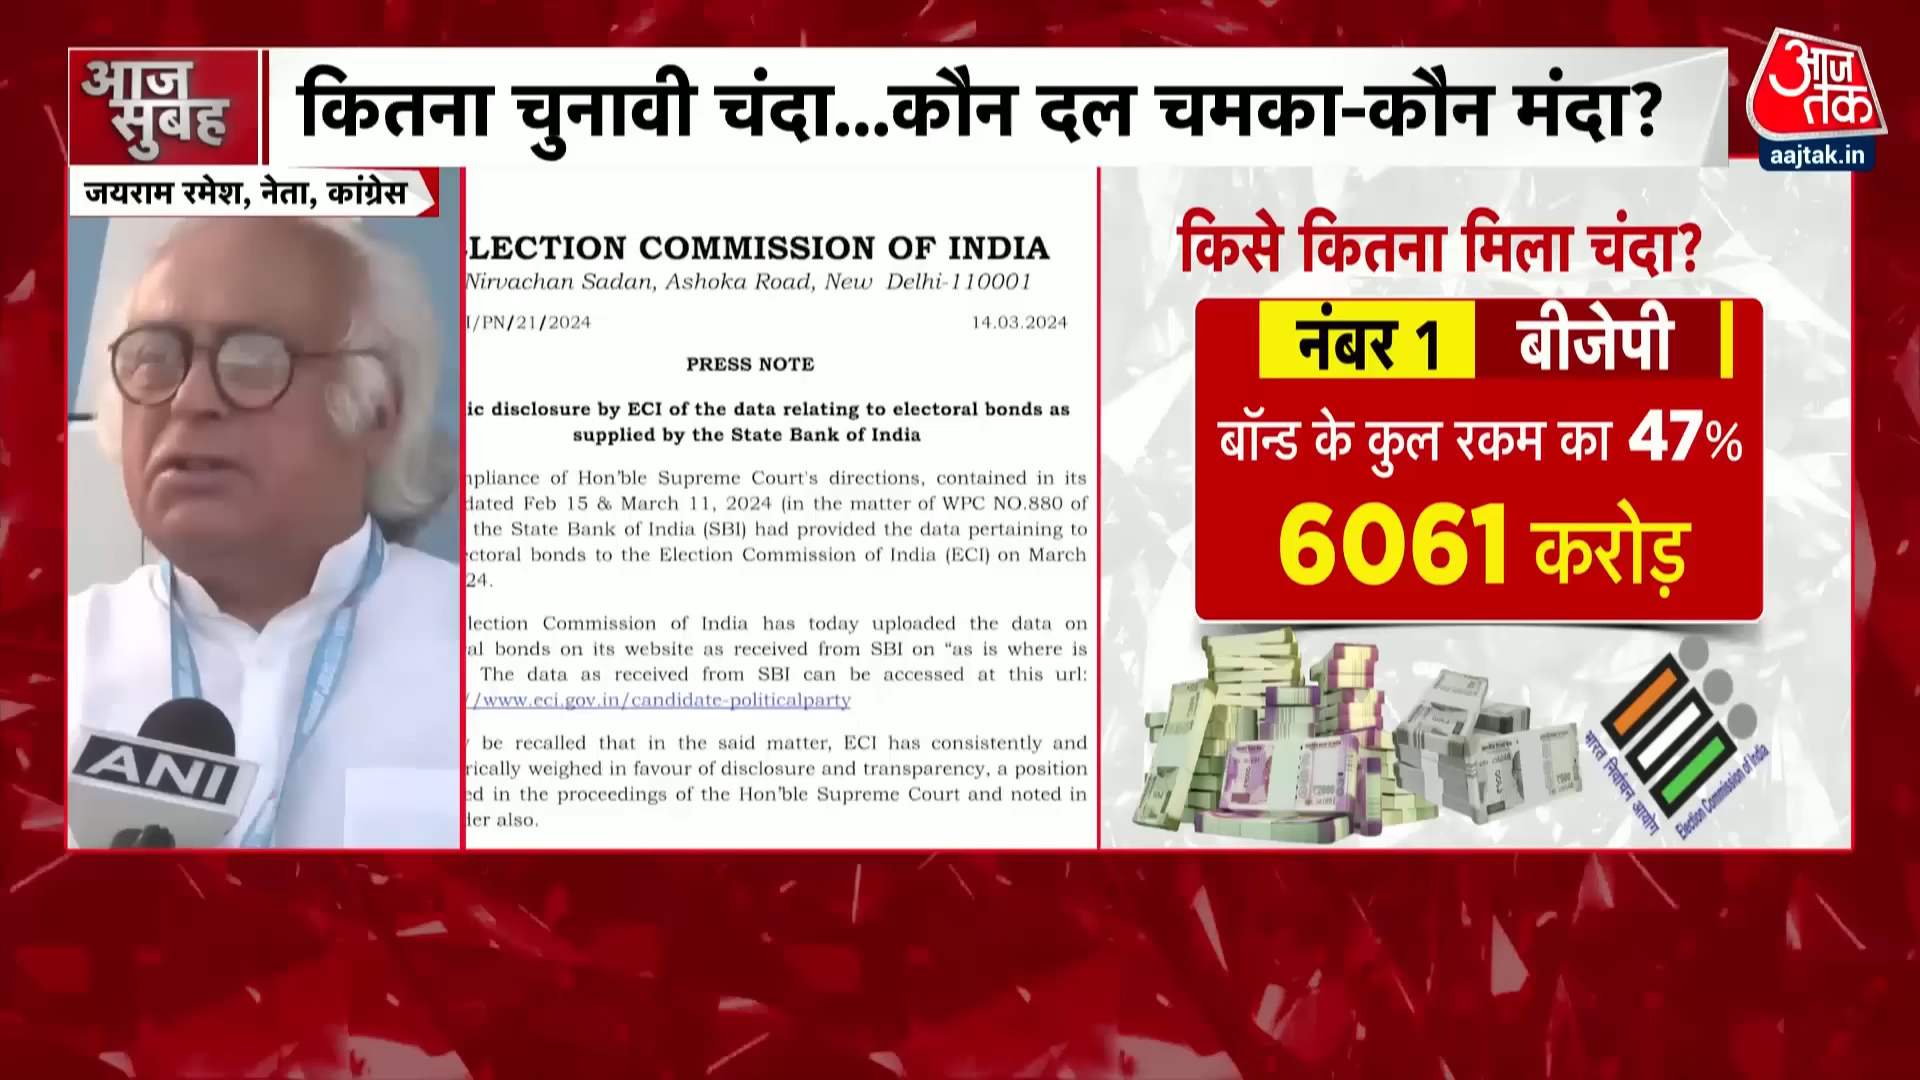 आज
सुबह
कितना चुनावी चंदा...कौन दल चमका-कौन मंदा?
आज
तक
aajtak.in
जयराम रमेश, नेता, कांग्रेस
ANI
LECTION COMMISSION OF INDIA
Nirvachan Sadan, Ashoka Road, New Delhi-110001
I/PN/21/2024 14.03.2024
PRESS NOTE
ic disclosure by ECI of the data relating to electoral bonds as
supplied by the State Bank of India
pliance of Hon'ble Supreme Court's directions, contained in its
dated Feb 15 & March 11, 2024 (in the matter of WPC NO.880 of
the State Bank of India (SBI) had provided the data pertaining to
ctoral bonds to the Election Commission of India (ECI) on March
24.
lection Commission of India has today uploaded the data on
al bonds on its website as received from SBI on “as is where is
The data as received from SBI can be accessed at this url:
/www.eci.gov.in/candidate-politicalparty
be recalled that in the said matter, ECI has consistently and
rically weighed in favour of disclosure and transparency, a position
ed in the proceedings of the Hon'ble Supreme Court and noted in
der also.
किसे कितना मिला चंदा?
नंबर 1 बीजेपी
बॉन्ड के कुल रकम का 47%
6061 करोड़
भारत निर्वाचन आयोग
Election Commission of India